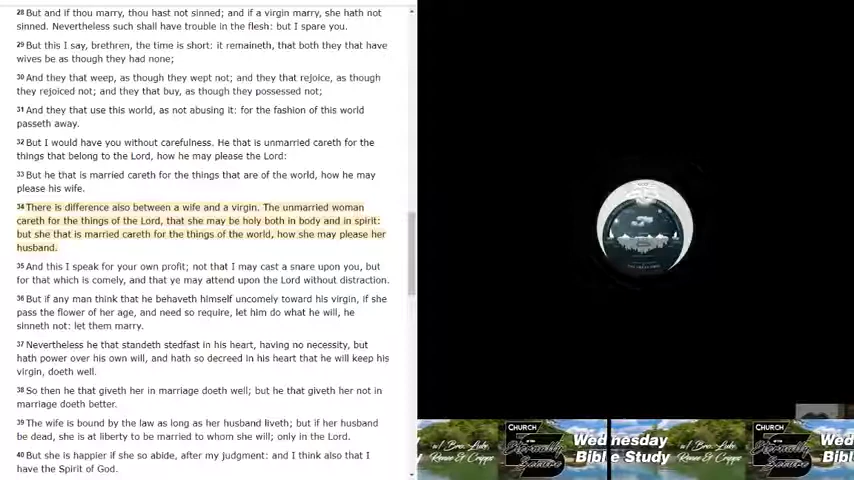 28 But and if thou marry, thou hast not sinned; and if a virgin marry, she hath not
sinned. Nevertheless such shall have trouble in the flesh: but I spare you.
29 But this I say, brethren, the time is short: it remaineth, that both they that have
wives be as though they had none;
30 And they that weep, as though they wept not; and they that rejoice, as though
they rejoiced not; and they that buy, as though they possessed not;
31 And they that use this world, as not abusing it: for the fashion of this world
passeth away.
32 But I would have you without carefulness. He that is unmarried careth for the
things that belong to the Lord, how he may please the Lord:
33 But he that is married careth for the things that are of the world, how he may
please his wife.
34 There is difference also between a wife and a virgin. The unmarried woman
careth for the things of the Lord, that she may be holy both in body and in spirit:
but she that is married careth for the things of the world, how she may please her
husband.
35 And this I speak for your own profit; not that I may cast a snare upon you, but
for that which is comely, and that ye may attend upon the Lord without distraction.
36 But if any man think that he behaveth himself uncomely toward his virgin, if she
pass the flower of her age, and need so require, let him do what he will, he
sinneth not: let them marry.
37 Nevertheless he that standeth stedfast in his heart, having no necessity, but
hath power over his own will, and hath so decreed in his heart that he will keep his
virgin, doeth well.
38 So then he that giveth her in marriage doeth well; but he that giveth her not in
marriage doeth better.
39 The wife is bound by the law as long as her husband liveth; but if her husband
be dead, she is at liberty to be married to whom she will; only in the Lord.
40 But she is happier if she so abide, after my judgment: and I think also that I
have the Spirit of God.
w/ Bro. Luke,
Renee & Cripps
CHURCH
Eternally
Secure
Wednesday
Bible Study
w/ Bro. Luke,
Renee & Cripps
CHURCH
Eternally
Secure
Wed
Bibl